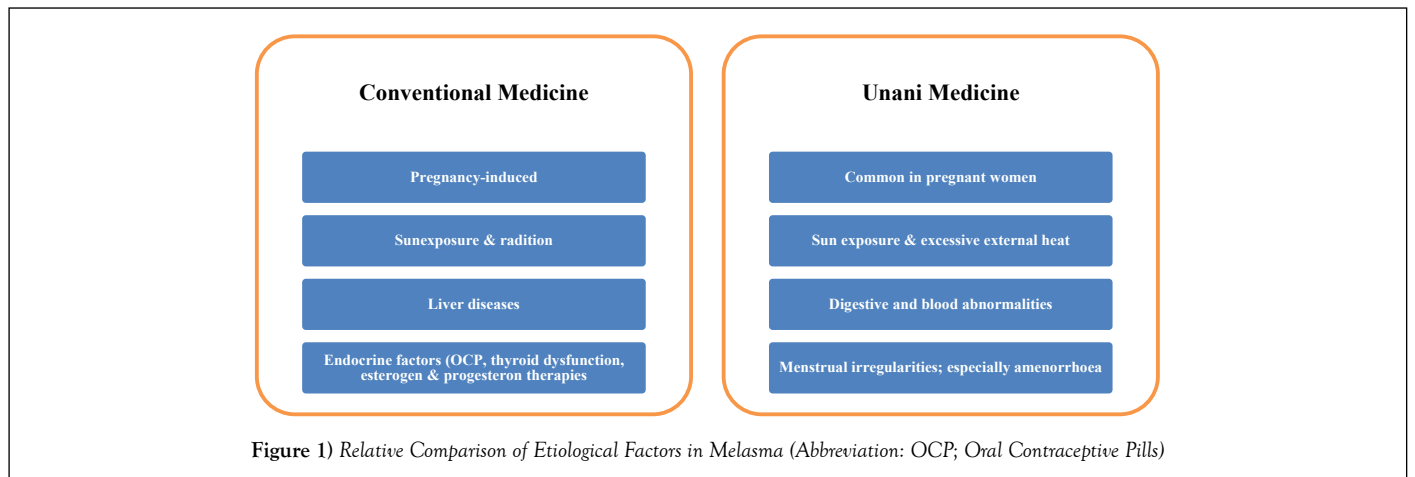 Conventional Medicine
Pregnancy-induced
Sunexposure & radition
Liver diseases
Endocrine factors (OCP, thyroid dysfunction,
esterogen & progesteron therapies
Unani Medicine
Common in pregnant women
Sun exposure & excessive external heat
Digestive and blood abnormalities
Menstrual irregularities; especially amenorrhoea
Figure 1) Relative Comparison of Etiological Factors in Melasma (Abbreviation: OCP; Oral Contraceptive Pills)